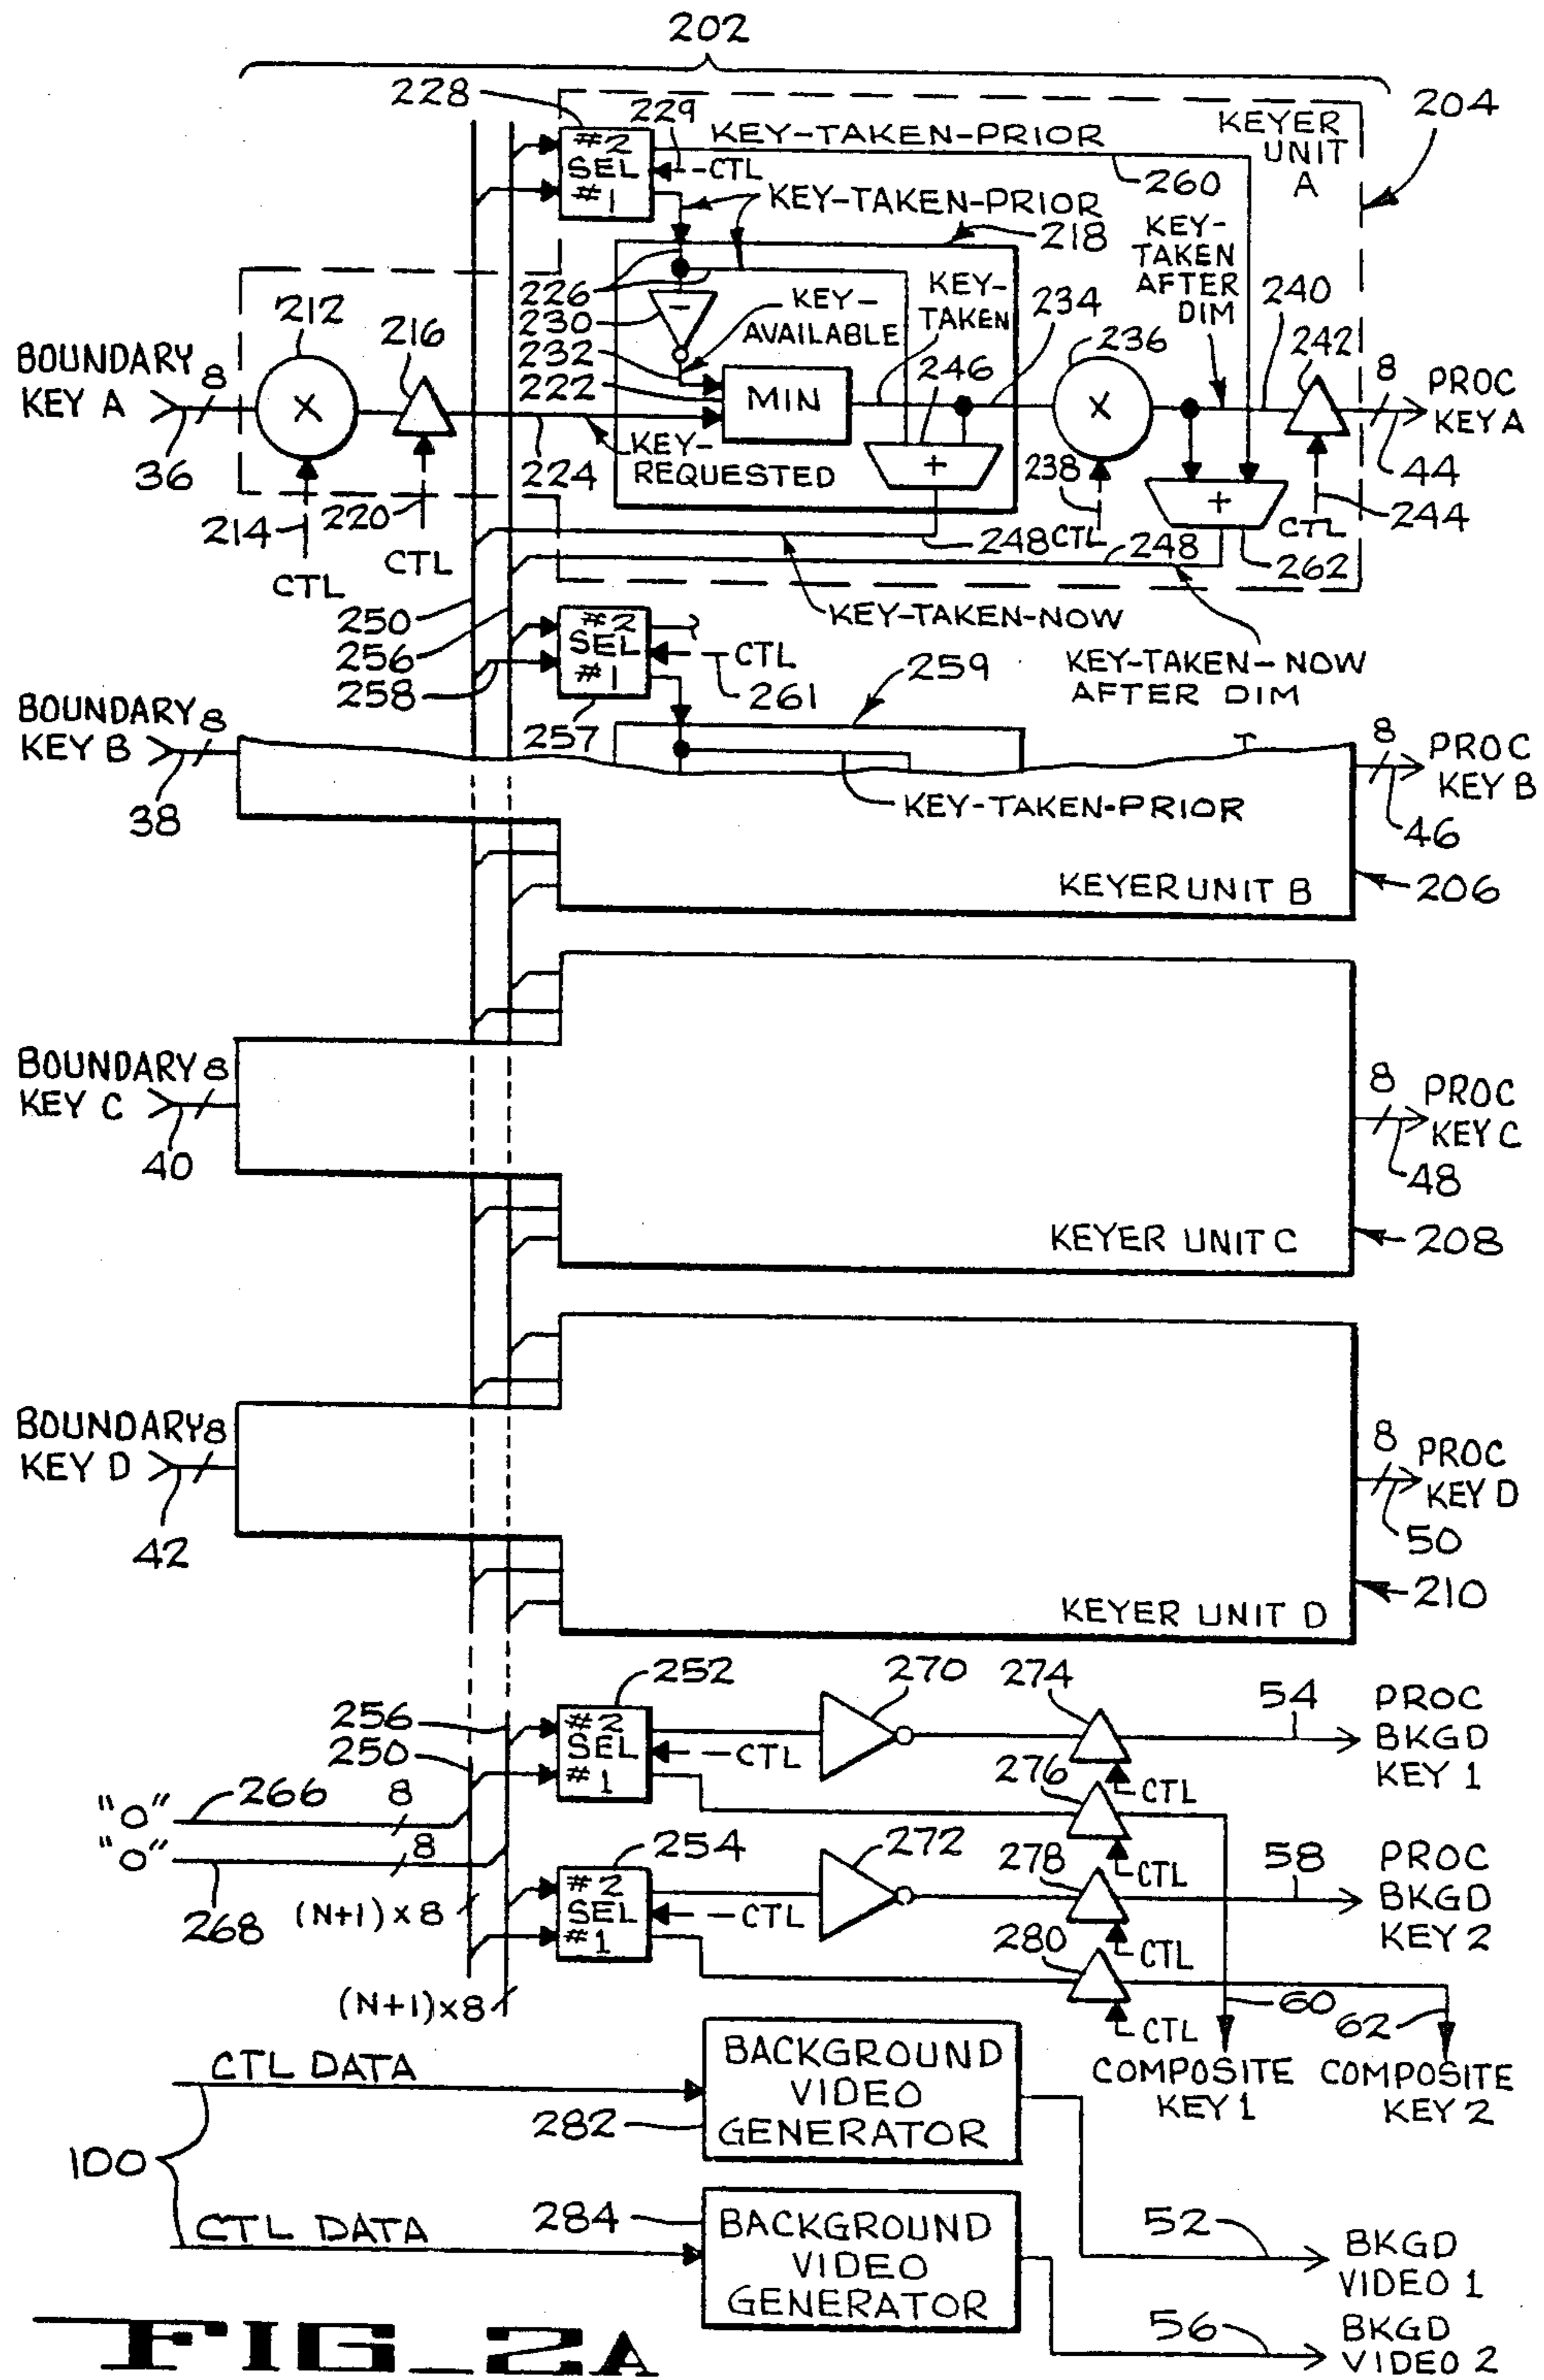 202
228
229
#2
SEL
#1
CTL
KEY-TAKEN-PRIOR
KEYER
UNIT
A
204
260
KEY-TAKEN-PRIOR
218
KEY-
TAKEN
AFTER
DIM
226
230
232
222
KEY-
AVAILABLE
KEY-
TAKEN
234
236
240
242
212
216
BOUNDARY
KEY A
8
36
X
MIN
246
X
8
PROC
KEY A
44
224
KEY-
REQUESTED
+
238
+
214
220
CTL
CTL
248
CTL
248
CTL
244
262
250
256
258
#2
SEL
#1
CTL
261
257
KEY-TAKEN-NOW
259
KEY-TAKEN-NOW
AFTER DIM
BOUNDARY
KEY B
8
38
KEY-TAKEN-PRIOR
8
PROC
KEY B
46
KEYER UNIT B
206
BOUNDARY
KEY C
8
40
8
PROC
KEY C
48
KEYER UNIT C
208
BOUNDARY
KEY D
8
42
8
PROC
KEY D
50
KEYER UNIT D
210
252
270
274
54
PROC
BKGD
KEY 1
256
250
#2
SEL
#1
CTL
276
CTL
"0"
266
8
"0"
268
8
254
272
278
CTL
58
PROC
BKGD
KEY 2
(N+1)×8
#2
SEL
#1
CTL
280
CTL
(N+1)×8
CTL
60
62
COMPOSITE
KEY 1
COMPOSITE
KEY 2
CTL DATA
BACKGROUND
VIDEO
GENERATOR
282
100
CTL DATA
284
BACKGROUND
VIDEO
GENERATOR
52
BKGD
VIDEO 1
56
BKGD
VIDEO 2
FIG_2A